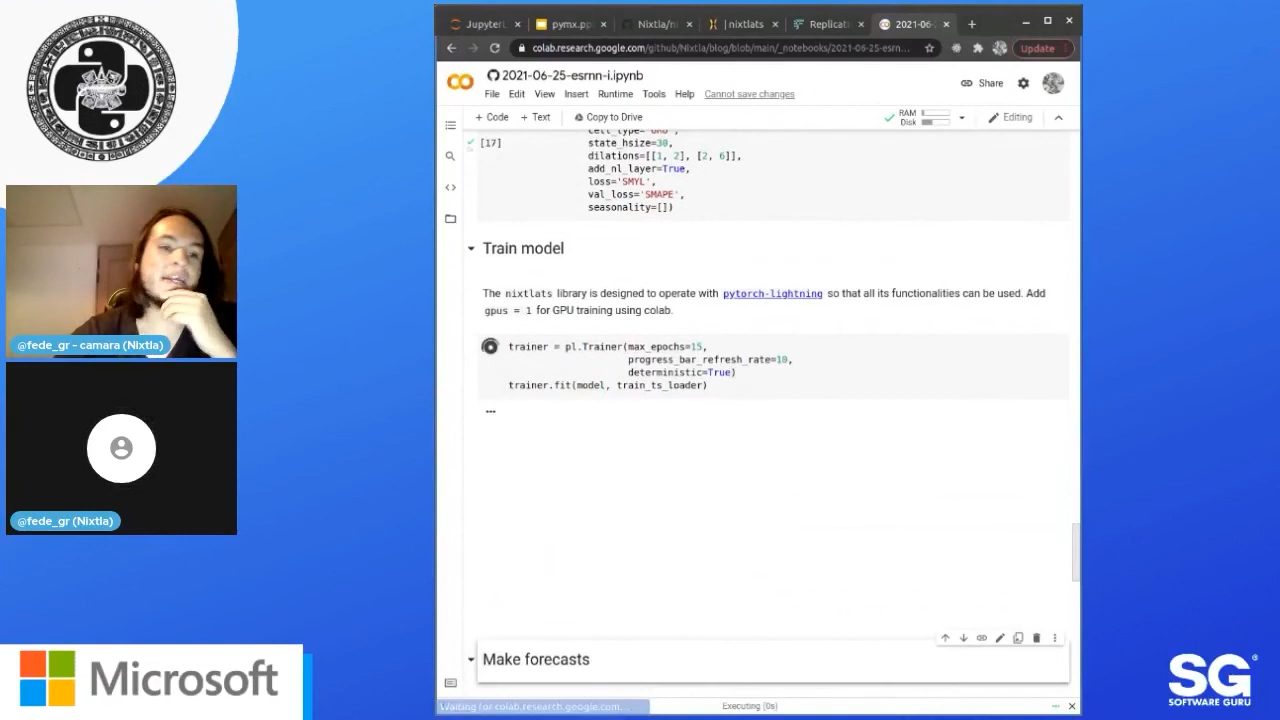 JupyterL
pymx.pp
Nixtla/ni
| nixtlats
Replicati
2021-06-
colab.research.google.com/github/Nixtla/blog/blob/main/_notebooks/2021-06-25-esrnn...
Update
2021-06-25-esrnn-i.ipynb
Share
File Edit View Insert Runtime Tools Help Cannot save changes
+ Code + Text Copy to Drive
RAM
Disk
Editing
cell_type='GRU',
[17]
state_hsize=30,
dilations=[[1, 2], [2, 6]],
add_nl_layer=True,
loss='SMYL',
val_loss='SMAPE',
seasonality=[])
Train model
The nixtlats library is designed to operate with pytorch-lightning so that all its functionalities can be used. Add
gpus = 1 for GPU training using colab.
trainer = pl.Trainer(max_epochs=15,
progress_bar_refresh_rate=10,
deterministic=True)
trainer.fit(model, train_ts_loader)
...
Make forecasts
Waiting for colab.research.google.com...
Executing (0s)
@fede_gr - camara (Nixtla)
@fede_gr (Nixtla)
Microsoft
SG
SOFTWARE GURU